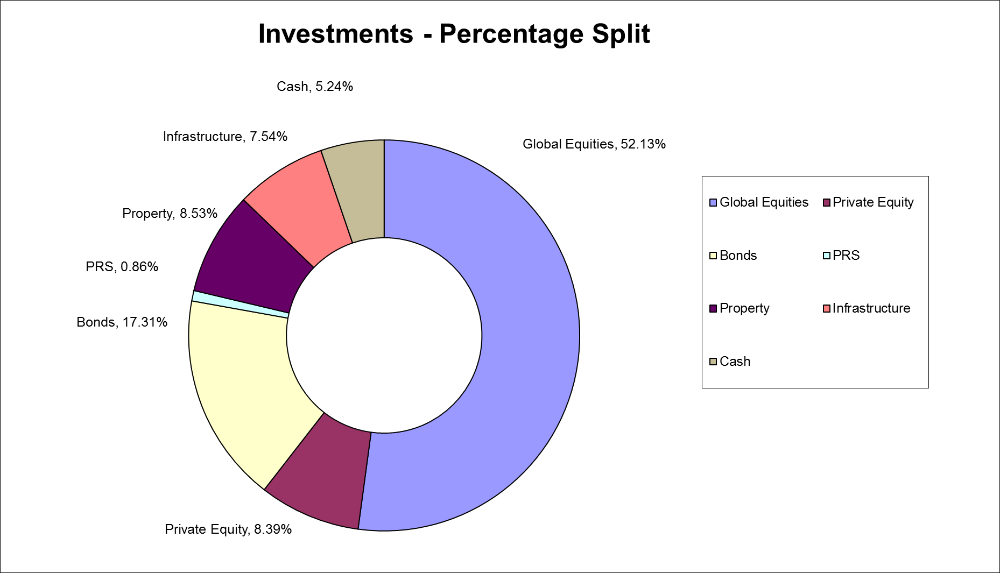 Investments - Percentage Split
Cash, 5.24%
Infrastructure, 7.54%
Global Equities, 52.13%
Property, 8.53%
PRS, 0.86%
Bonds, 17.31%
Private Equity, 8.39%
Global Equities
Private Equity
Bonds
PRS
Property
Infrastructure
Cash